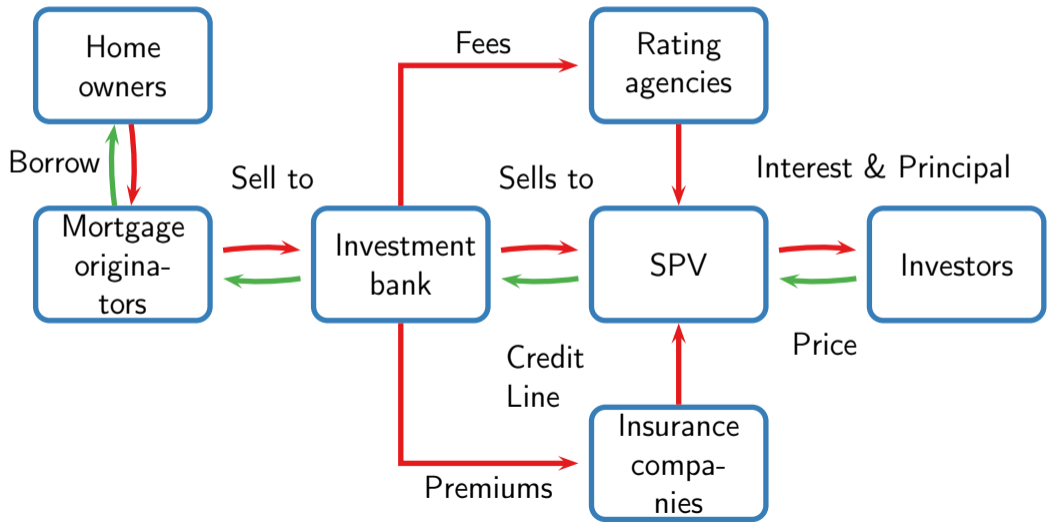 Home
owners
Fees
Rating
agencies
Borrow
Sell to
Sells to
Interest & Principal
Mortgage
origina-
tors
Investment
bank
SPV
Investors
Credit
Line
Price
Insurance
compa-
nies
Premiums